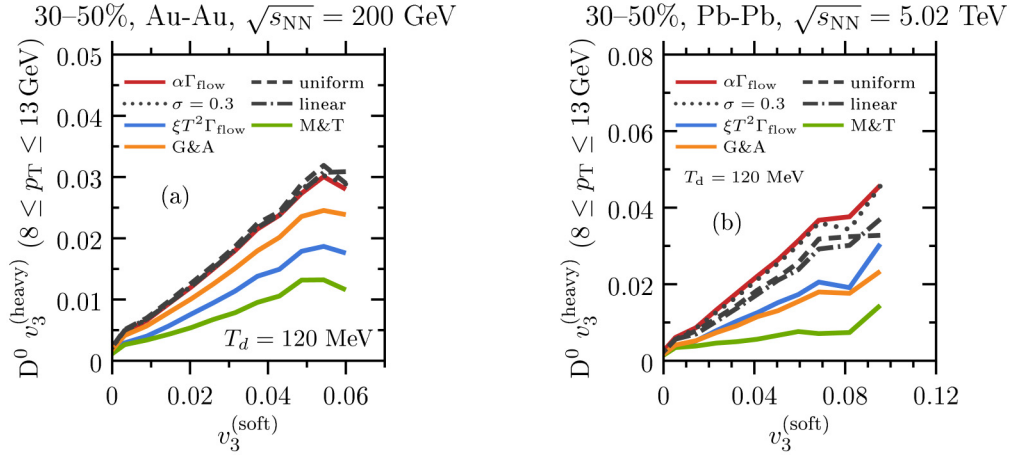 30–50%, Au-Au, √s_NN = 200 GeV
D⁰ v₃^(heavy) (8 ≤ p_T ≤ 13 GeV)
0.05
0.04
0.03
0.02
0.01
0
αΓ_flow
σ = 0.3
ξT²Γ_flow
G&A
uniform
linear
M&T
(a)
T_d = 120 MeV
0.00
0.02
0.04
0.06
v₃^(soft)
30–50%, Pb-Pb, √s_NN = 5.02 TeV
D⁰ v₃^(heavy) (8 ≤ p_T ≤ 13 GeV)
0.08
0.06
0.04
0.02
0
αΓ_flow
σ = 0.3
ξT²Γ_flow
G&A
uniform
linear
M&T
T_d = 120 MeV
(b)
0.00
0.04
0.08
0.12
v₃^(soft)